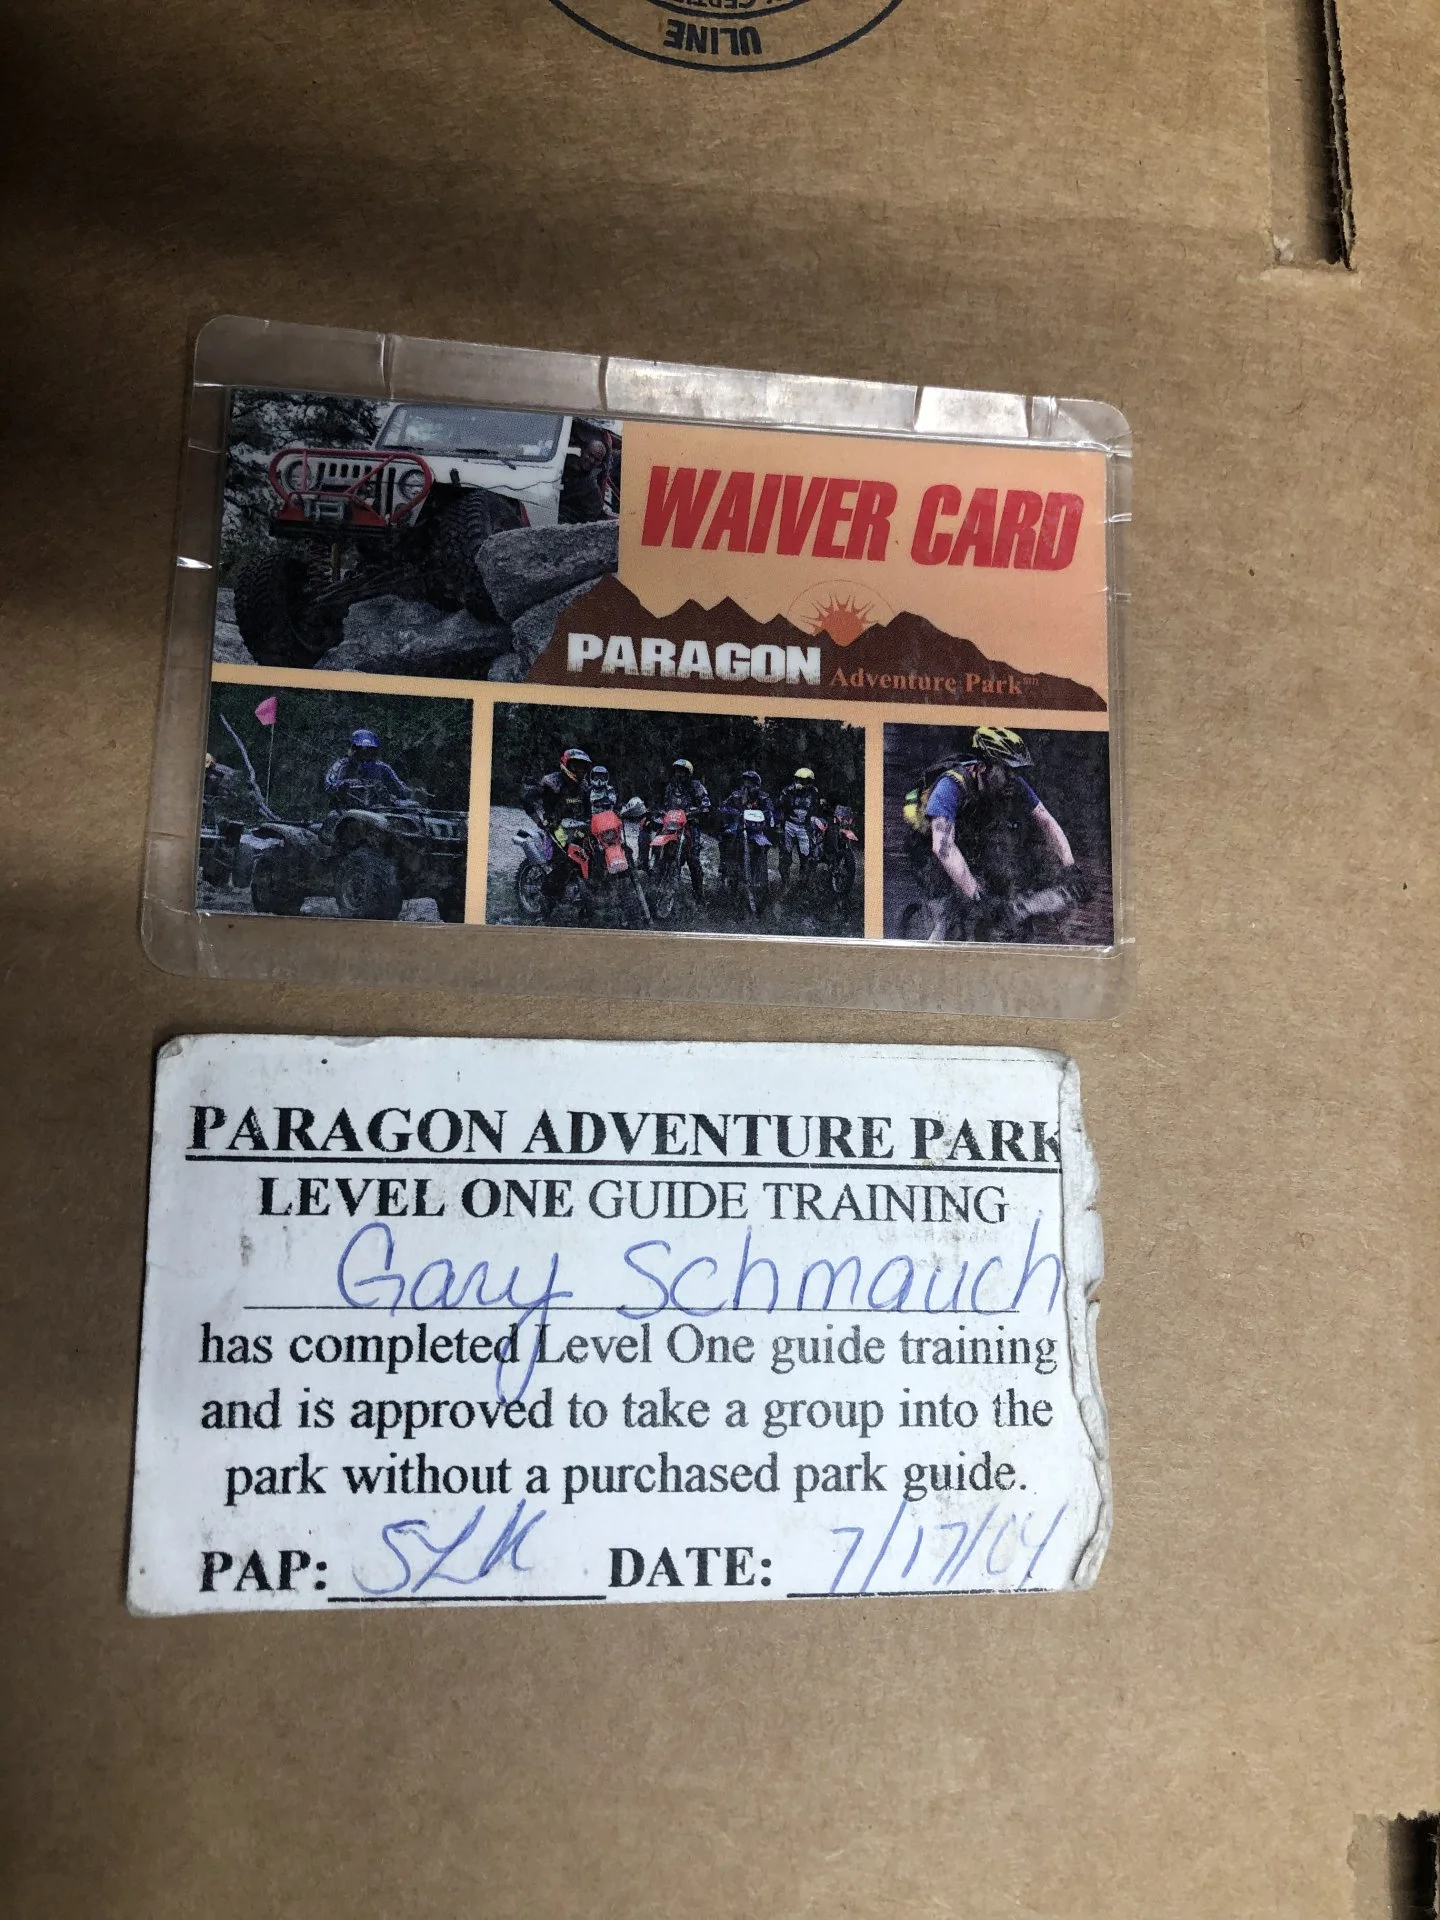 ULINE
WAIVER CARD
PARAGON Adventure Park
PARAGON ADVENTURE PARK
LEVEL ONE GUIDE TRAINING
Gary Schmauch
has completed Level One guide training
and is approved to take a group into the
park without a purchased park guide.
PAP: SLK DATE: 7/17/04